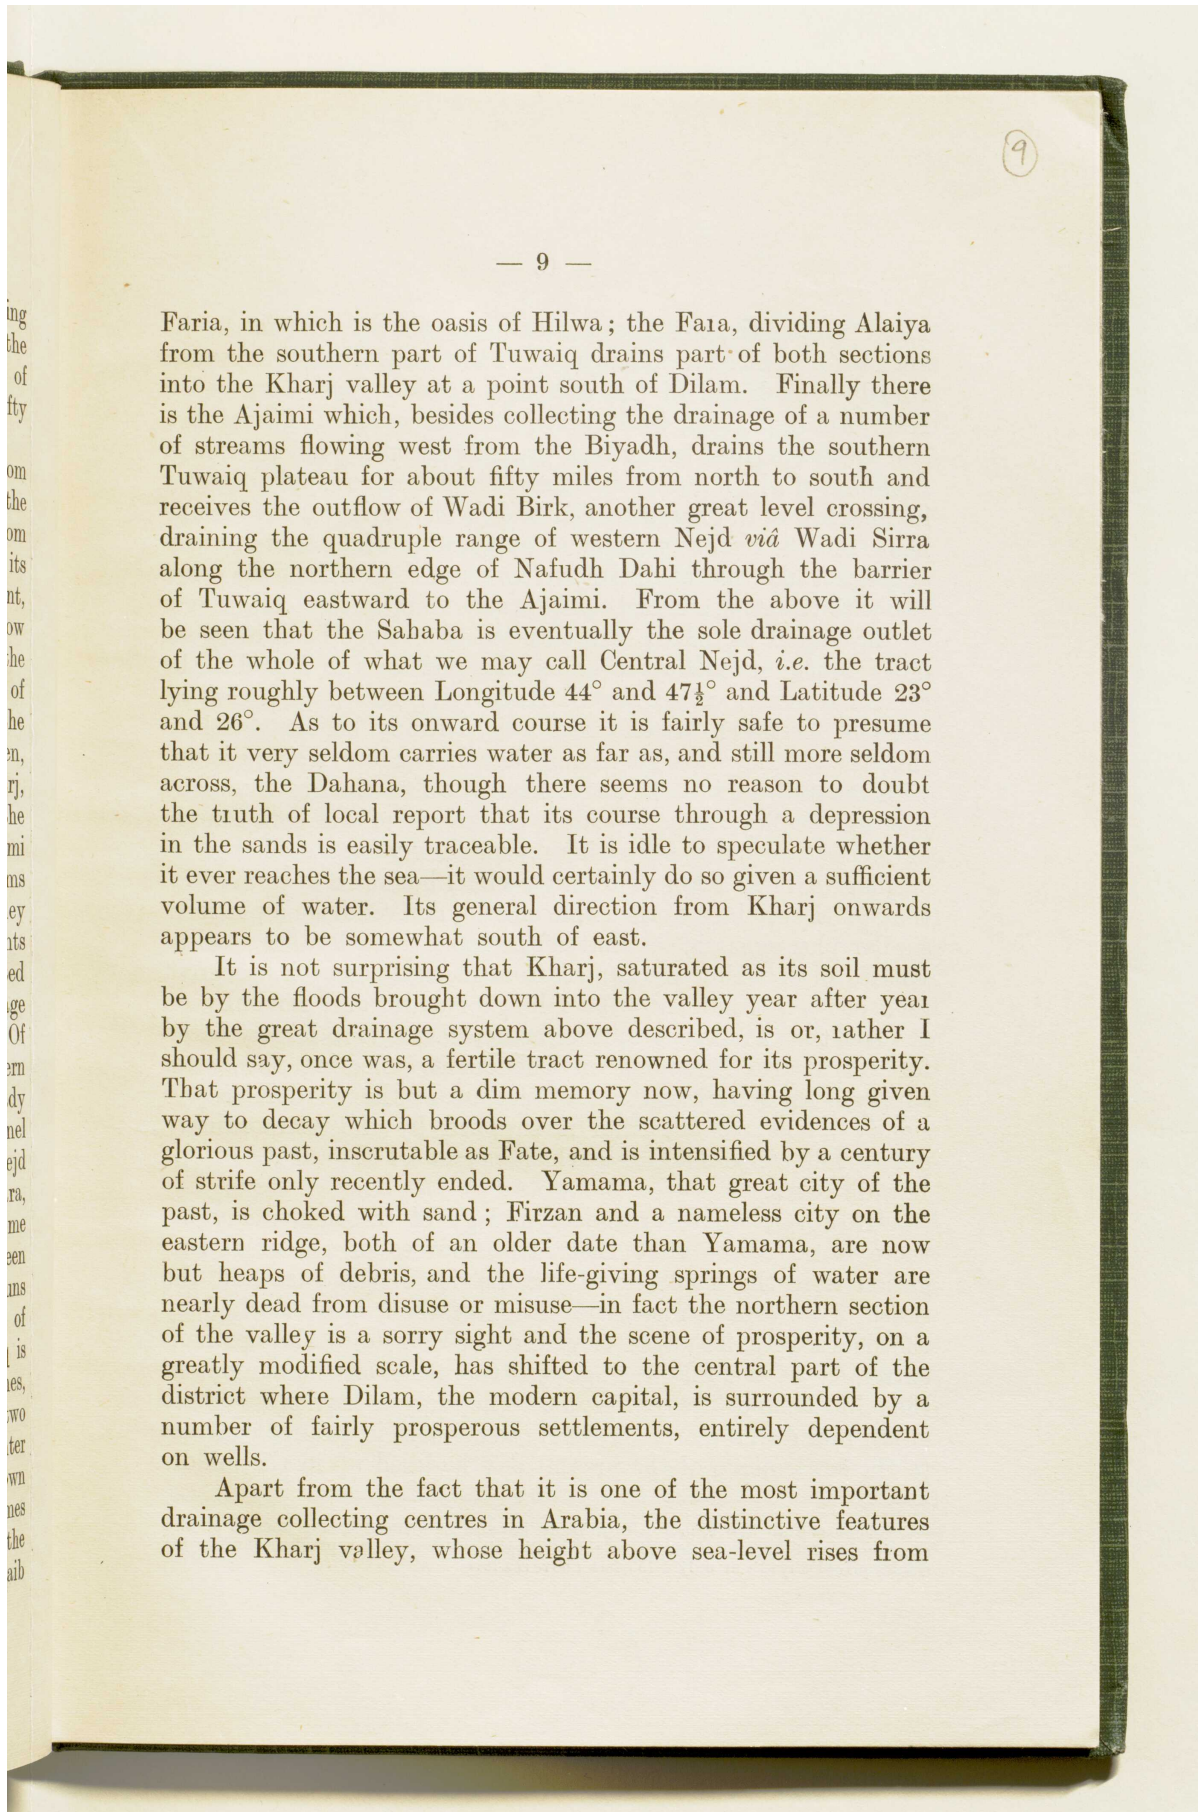 9
— 9 —
Faria, in which is the oasis of Hilwa; the Fara, dividing Alaiya
from the southern part of Tuwaiq drains part of both sections
into the Kharj valley at a point south of Dilam. Finally there
is the Ajaimi which, besides collecting the drainage of a number
of streams flowing west from the Biyadh, drains the southern
Tuwaiq plateau for about fifty miles from north to south and
receives the outflow of Wadi Birk, another great level crossing,
draining the quadruple range of western Nejd viâ Wadi Sirra
along the northern edge of Nafudh Dahi through the barrier
of Tuwaiq eastward to the Ajaimi. From the above it will
be seen that the Sahaba is eventually the sole drainage outlet
of the whole of what we may call Central Nejd, i.e. the tract
lying roughly between Longitude 44° and 47½° and Latitude 23°
and 26°. As to its onward course it is fairly safe to presume
that it very seldom carries water as far as, and still more seldom
across, the Dahana, though there seems no reason to doubt
the truth of local report that its course through a depression
in the sands is easily traceable. It is idle to speculate whether
it ever reaches the sea—it would certainly do so given a sufficient
volume of water. Its general direction from Kharj onwards
appears to be somewhat south of east.
It is not surprising that Kharj, saturated as its soil must
be by the floods brought down into the valley year after year
by the great drainage system above described, is or, rather I
should say, once was, a fertile tract renowned for its prosperity.
That prosperity is but a dim memory now, having long given
way to decay which broods over the scattered evidences of a
glorious past, inscrutable as Fate, and is intensified by a century
of strife only recently ended. Yamama, that great city of the
past, is choked with sand; Firzan and a nameless city on the
eastern ridge, both of an older date than Yamama, are now
but heaps of debris, and the life-giving springs of water are
nearly dead from disuse or misuse—in fact the northern section
of the valley is a sorry sight and the scene of prosperity, on a
greatly modified scale, has shifted to the central part of the
district where Dilam, the modern capital, is surrounded by a
number of fairly prosperous settlements, entirely dependent
on wells.
Apart from the fact that it is one of the most important
drainage collecting centres in Arabia, the distinctive features
of the Kharj valley, whose height above sea-level rises from